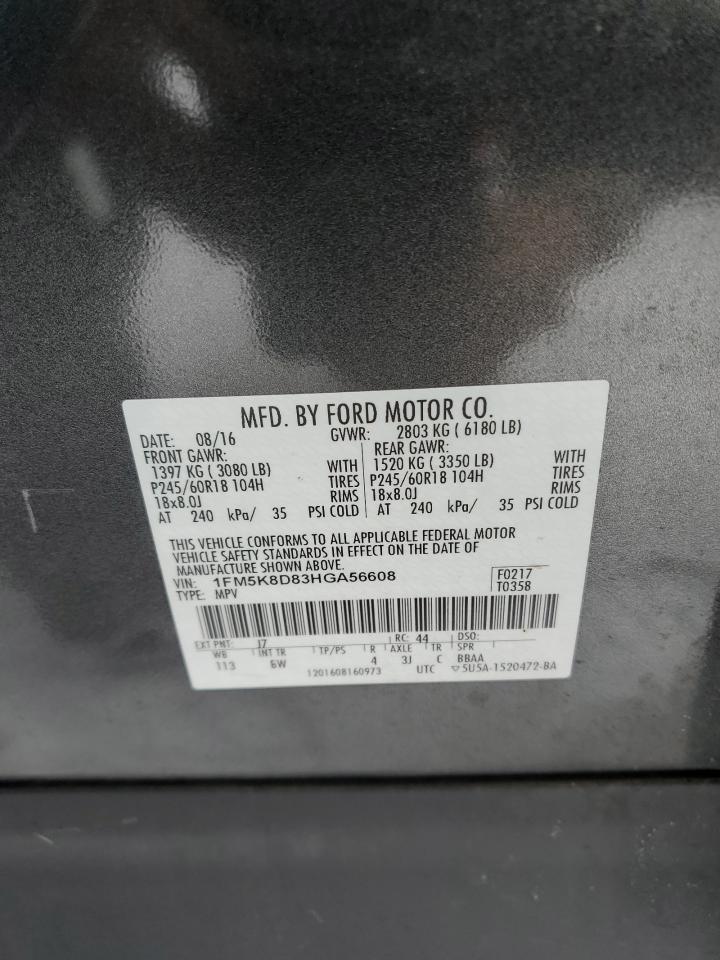 MFD. BY FORD MOTOR CO.
DATE: 08/16 GVWR: 2803 KG ( 6180 LB)
FRONT GAWR: REAR GAWR:
1397 KG ( 3080 LB) WITH 1520 KG ( 3350 LB) WITH
P245/60R18 104H TIRES P245/60R18 104H TIRES
18x8.0J RIMS 18x8.0J RIMS
AT 240 kPa/ 35 PSI COLD AT 240 kPa/ 35 PSI COLD
THIS VEHICLE CONFORMS TO ALL APPLICABLE FEDERAL MOTOR
VEHICLE SAFETY STANDARDS IN EFFECT ON THE DATE OF
MANUFACTURE SHOWN ABOVE.
VIN: 1FM5K8D83HGA56608 F0217
TYPE: MPV T0358
EXT PNT: J7 RC: 44 DSO:
WB INT TR TP/PS R AXLE TR SPR
113 6W 4 3J C BBAA
1201608160973 UTC ▽5U5A-1520472-BA